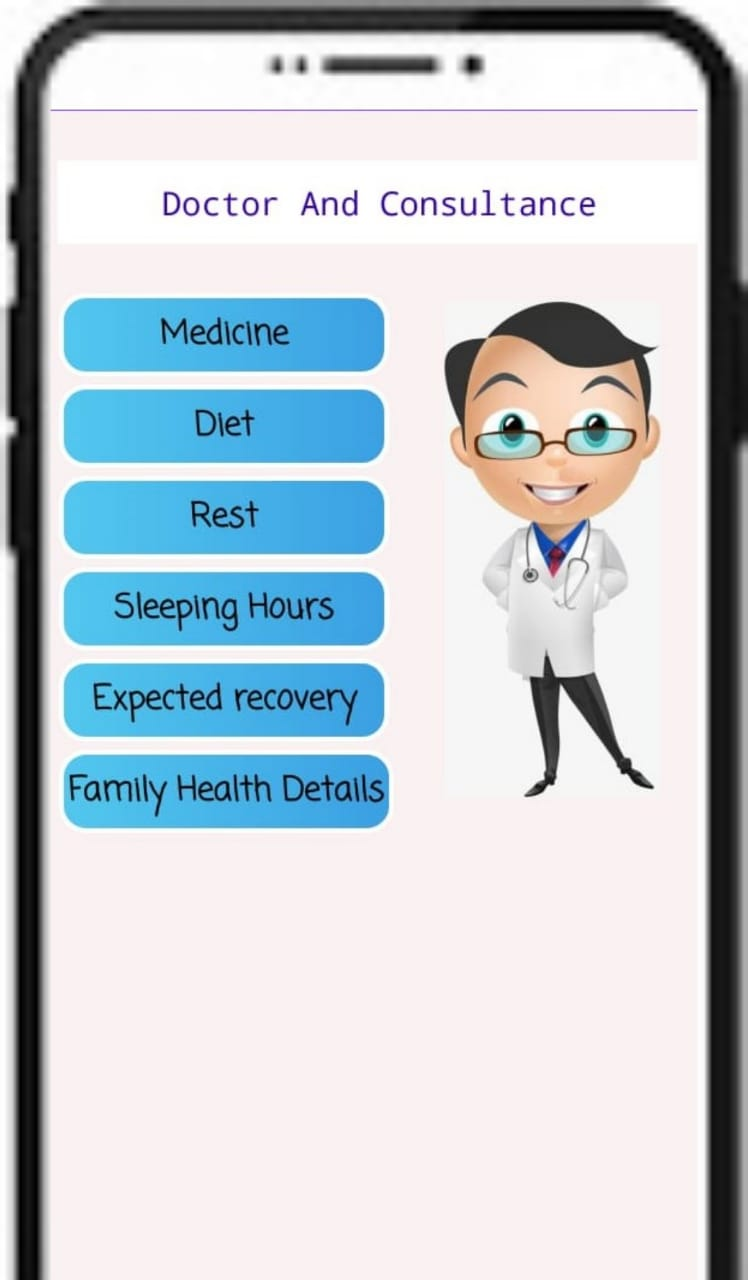 Doctor And Consultance
Medicine
Diet
Rest
Sleeping Hours
Expected recovery
Family Health Details